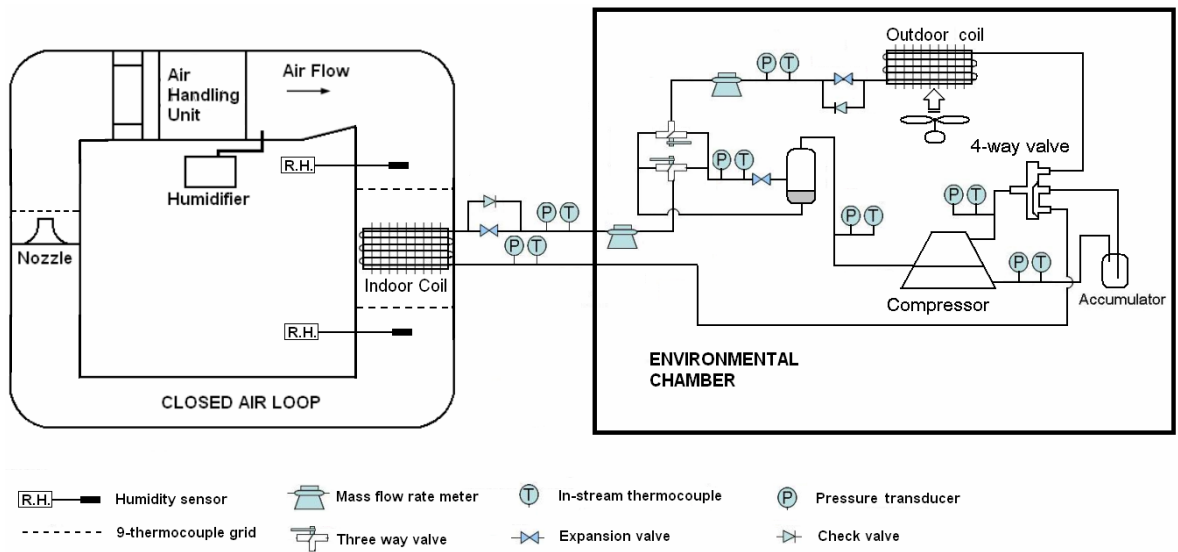 Air
Handling
Unit
Air Flow
R.H.
Humidifier
Nozzle
Indoor Coil
R.H.
CLOSED AIR LOOP
P T
P T
Outdoor coil
P T
4-way valve
P T
P T
P T
P T
Compressor
Accumulator
ENVIRONMENTAL
CHAMBER
R.H. Humidity sensor
Mass flow rate meter
T In-stream thermocouple
P Pressure transducer
9-thermocouple grid
Three way valve
Expansion valve
Check valve